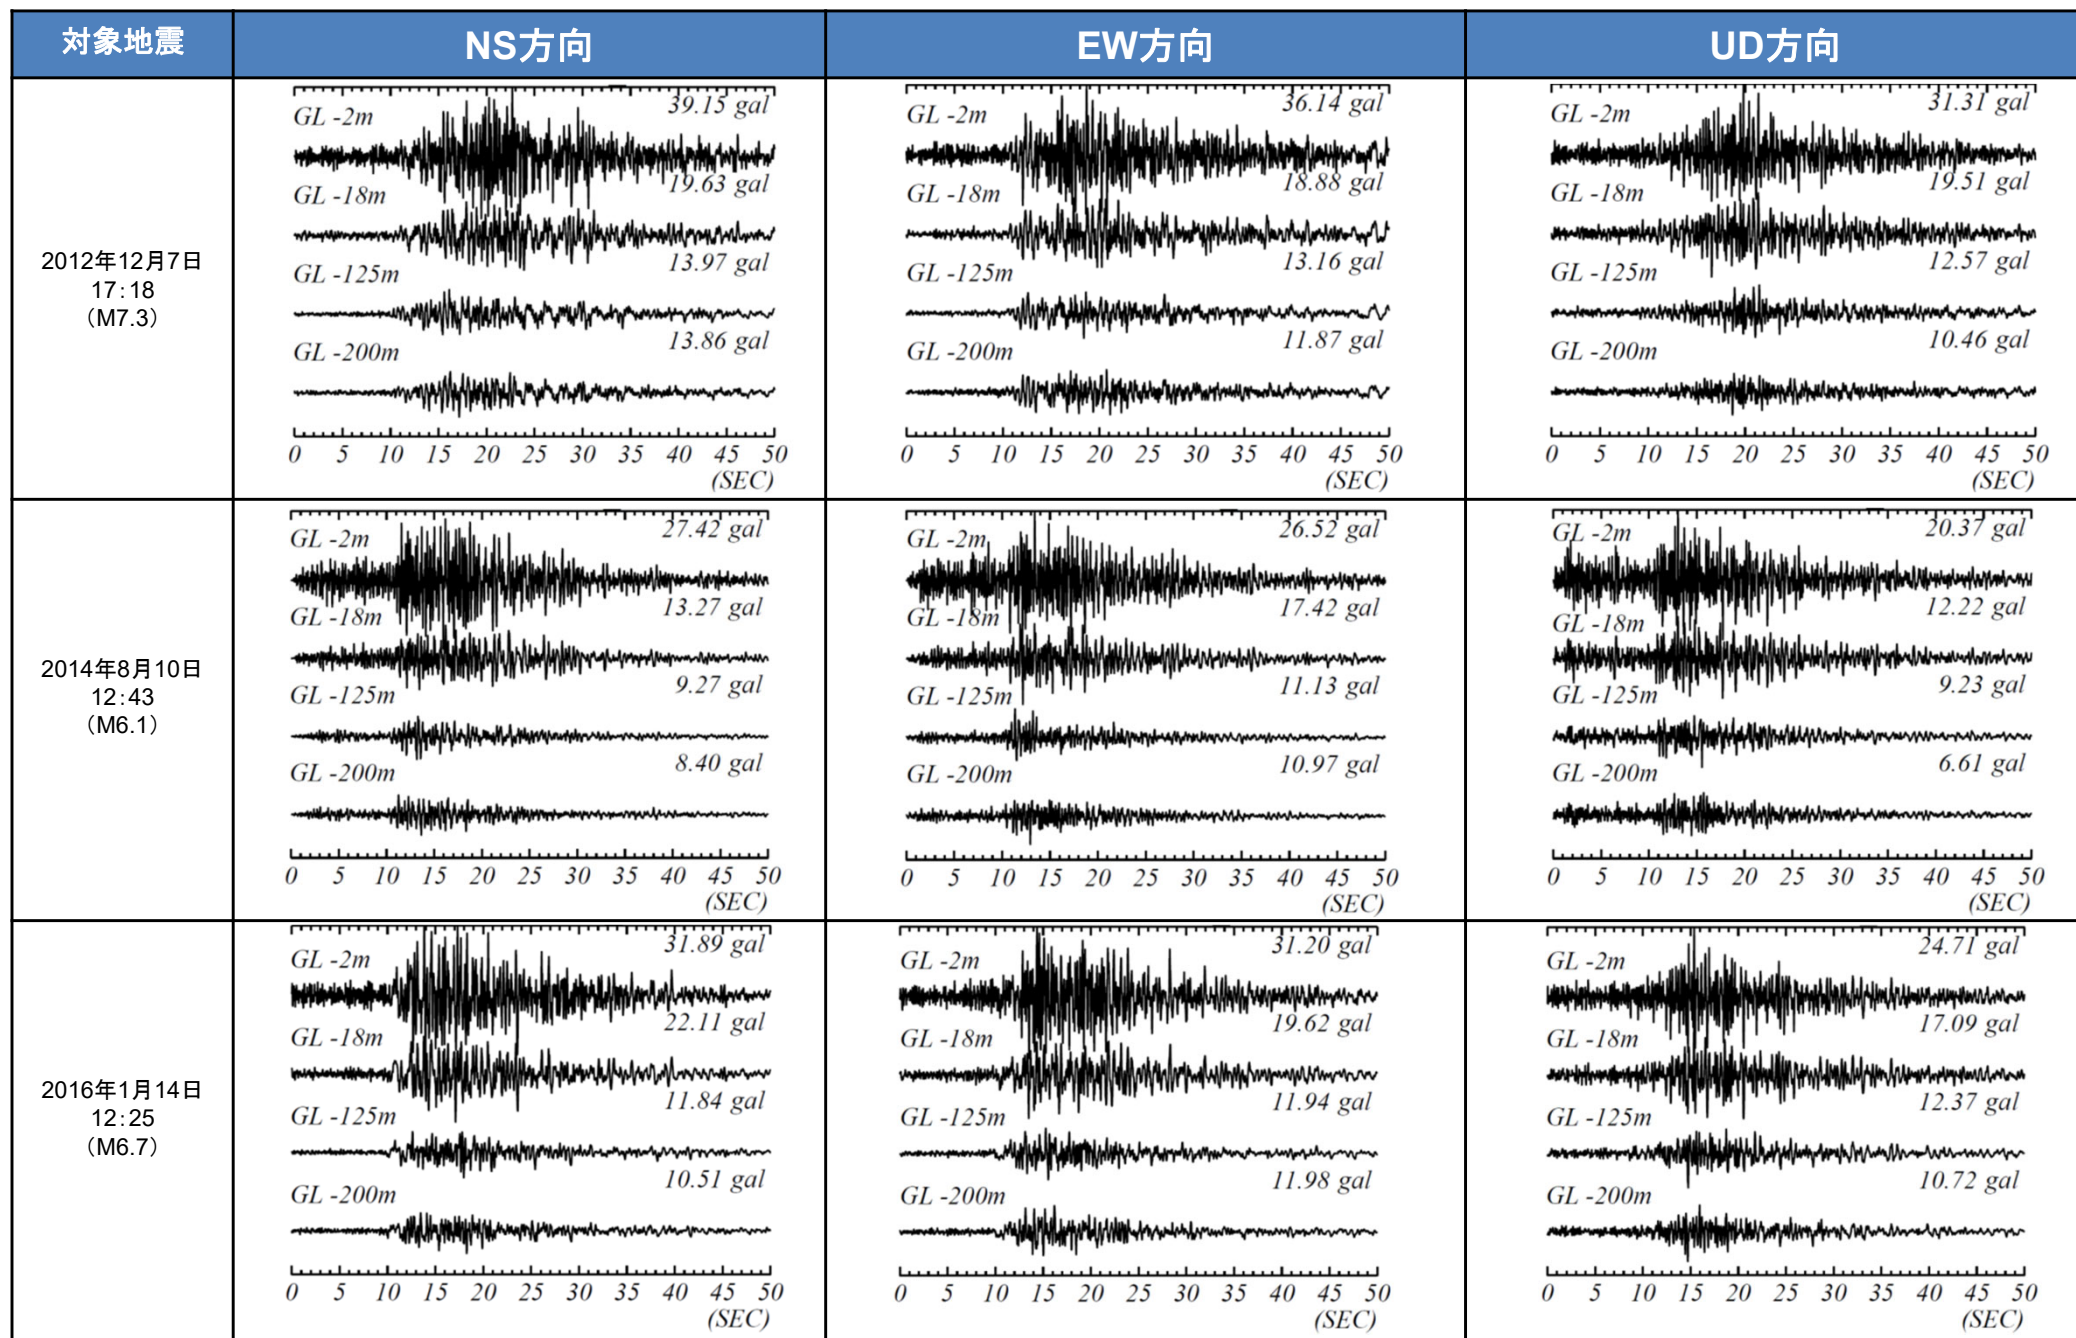 対象地震
NS方向
EW方向
UD方向
2012年12月7日
17:18
（M7.3）
GL -2m
39.15 gal
GL -18m
19.63 gal
GL -125m
13.97 gal
GL -200m
13.86 gal
0 5 10 15 20 25 30 35 40 45 50
(SEC)
GL -2m
36.14 gal
GL -18m
18.88 gal
GL -125m
13.16 gal
GL -200m
11.87 gal
0 5 10 15 20 25 30 35 40 45 50
(SEC)
GL -2m
31.31 gal
GL -18m
19.51 gal
GL -125m
12.57 gal
GL -200m
10.46 gal
0 5 10 15 20 25 30 35 40 45 50
(SEC)
2014年8月10日
12:43
（M6.1）
GL -2m
27.42 gal
GL -18m
13.27 gal
GL -125m
9.27 gal
GL -200m
8.40 gal
0 5 10 15 20 25 30 35 40 45 50
(SEC)
GL -2m
26.52 gal
GL -18m
17.42 gal
GL -125m
11.13 gal
GL -200m
10.97 gal
0 5 10 15 20 25 30 35 40 45 50
(SEC)
GL -2m
20.37 gal
GL -18m
12.22 gal
GL -125m
9.23 gal
GL -200m
6.61 gal
0 5 10 15 20 25 30 35 40 45 50
(SEC)
2016年1月14日
12:25
（M6.7）
GL -2m
31.89 gal
GL -18m
22.11 gal
GL -125m
11.84 gal
GL -200m
10.51 gal
0 5 10 15 20 25 30 35 40 45 50
(SEC)
GL -2m
31.20 gal
GL -18m
19.62 gal
GL -125m
11.94 gal
GL -200m
11.98 gal
0 5 10 15 20 25 30 35 40 45 50
(SEC)
GL -2m
24.71 gal
GL -18m
17.09 gal
GL -125m
12.37 gal
GL -200m
10.72 gal
0 5 10 15 20 25 30 35 40 45 50
(SEC)